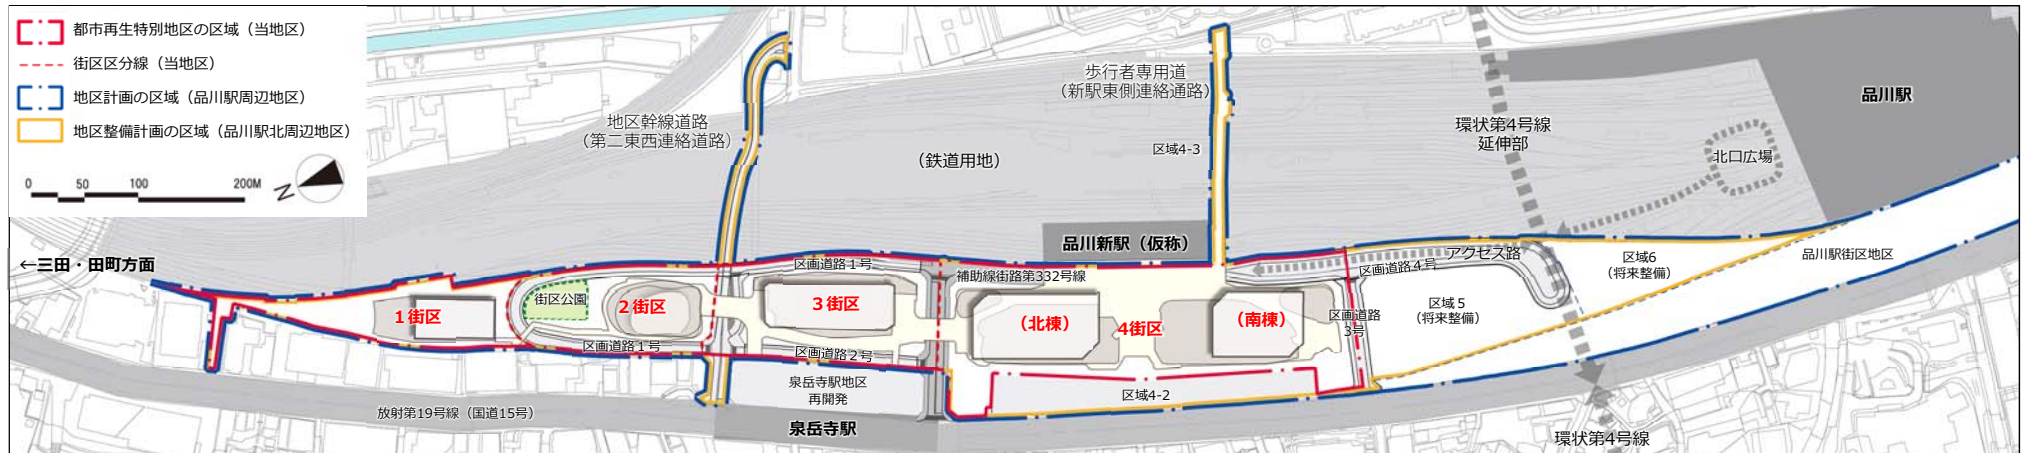 都市再生特別地区の区域（当地区）
街区区分線（当地区）
地区計画の区域（品川駅周辺地区）
地区整備計画の区域（品川駅北周辺地区）
0 50 100 200M
N
歩行者専用道
（新駅東側連絡通路）
地区幹線道路
（第二東西連絡道路）
（鉄道用地）
区域4-3
環状第4号線
延伸部
品川駅
北口広場
←三田・田町方面
品川新駅（仮称）
区画道路１号
補助線街路第332号線
区画道路４号
アクセス路
区域6
（将来整備）
品川駅街区地区
１街区
街区公園
２街区
３街区
（北棟）
4街区
（南棟）
区画道路
3号
区域５
（将来整備）
区画道路１号
区画道路２号
泉岳寺駅地区
再開発
区域4-2
放射第19号線（国道15号）
泉岳寺駅
環状第4号線